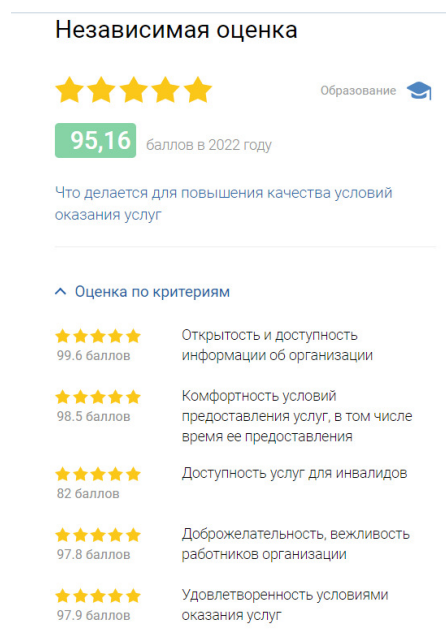 Независимая оценка
Образование
95,16 баллов в 2022 году
Что делается для повышения качества условий
оказания услуг
Оценка по критериям
Открытость и доступность
99.6 баллов информации об организации
Комфортность условий
98.5 баллов предоставления услуг, в том числе
время ее предоставления
Доступность услуг для инвалидов
82 баллов
Доброжелательность, вежливость
97.8 баллов работников организации
Удовлетворенность условиями
97.9 баллов оказания услуг